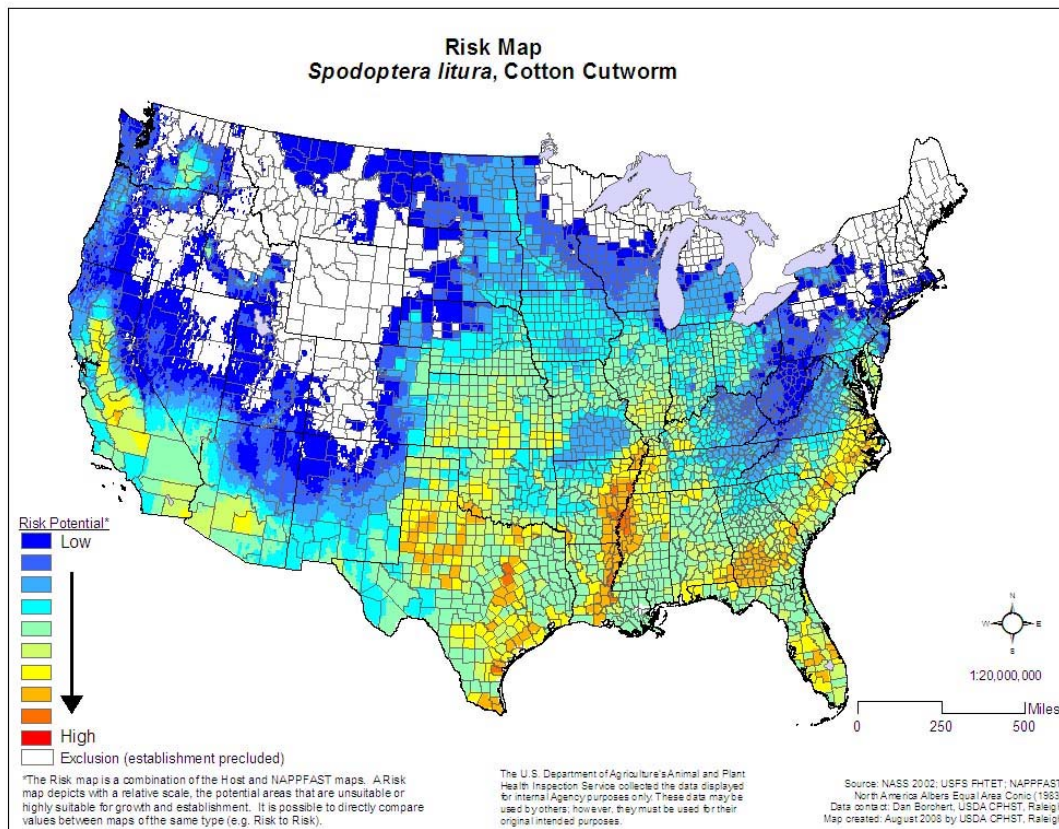 Risk Map
Spodoptera litura, Cotton Cutworm
Risk Potential*
Low
High
Exclusion (establishment precluded)
*The Risk map is a combination of the Host and NAPPFAST maps. A Risk
map depicts with a relative scale, the potential areas that are unsuitable or
highly suitable for growth and establishment. It is possible to directly compare
values between maps of the same type (e.g. Risk to Risk).
The U.S. Department of Agriculture's Animal and Plant
Health Inspection Service collected the data displayed
for internal Agency purposes only. These data may be
used by others; however, they must be used for their
original intended purposes.
N
W E
S
1:20,000,000
Miles
0 250 500
Source: NASS 2002; USFS FHTET; NAPPFAST
North America Albers Equal Area Conic (1983
Data contact: Dan Borchert, USDA CPHST, Raleigh
Map created: August 2008 by USDA CPHST, Raleigh